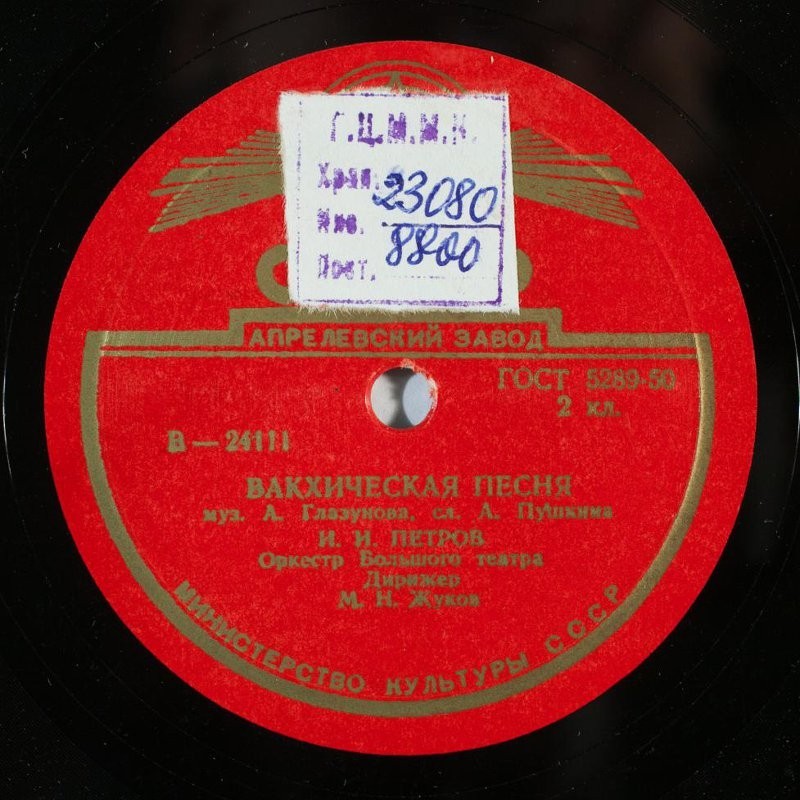 Г.Ц.М.М.К.
Хран. 23080
Инв. 8800
Пост.
АПРЕЛЕВСКИЙ ЗАВОД
ГОСТ 5289-50
2 кл.
В — 24111
ВАКХИЧЕСКАЯ ПЕСНЯ
муз. А. Глазунова, сл. А. Пушкина
И. И. ПЕТРОВ
Оркестр Большого театра
Дирижер
М. Н. Жуков
МИНИСТЕРСТВО КУЛЬТУРЫ СССР